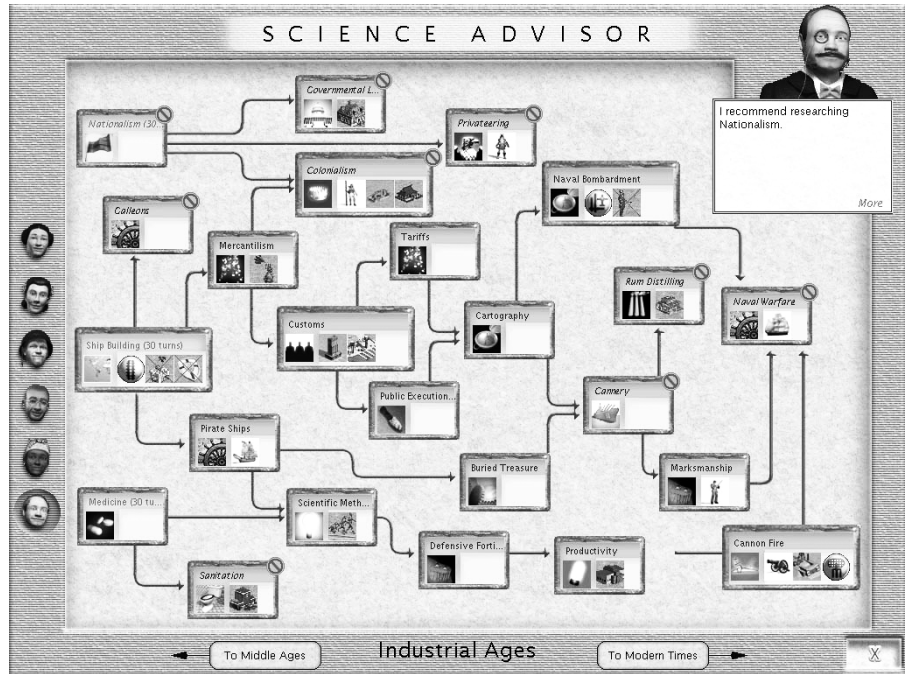 SCIENCE ADVISOR
I recommend researching
Nationalism.
More
Governmental L...
Nationalism (30...
Privateering
Colonialism
Naval Bombardment
Galleons
Mercantilism
Tariffs
Rum Distilling
Naval Warfare
Customs
Cartography
Ship Building (30 turns)
Public Execution...
Cannery
Pirate Ships
Buried Treasure
Marksmanship
Medicine (30 tu...
Scientific Meth...
Defensive Forti...
Productivity
Cannon Fire
Sanitation
To Middle Ages
Industrial Ages
To Modern Times
X